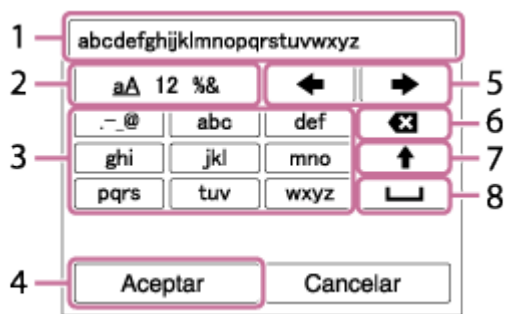 1 abcdefghijklmnopqrstuvwxyz
2 aA 12 %& 5
.-_@ abc def 6
3 ghi jkl mno 7
pqrs tuv wxyz 8
4 Aceptar Cancelar